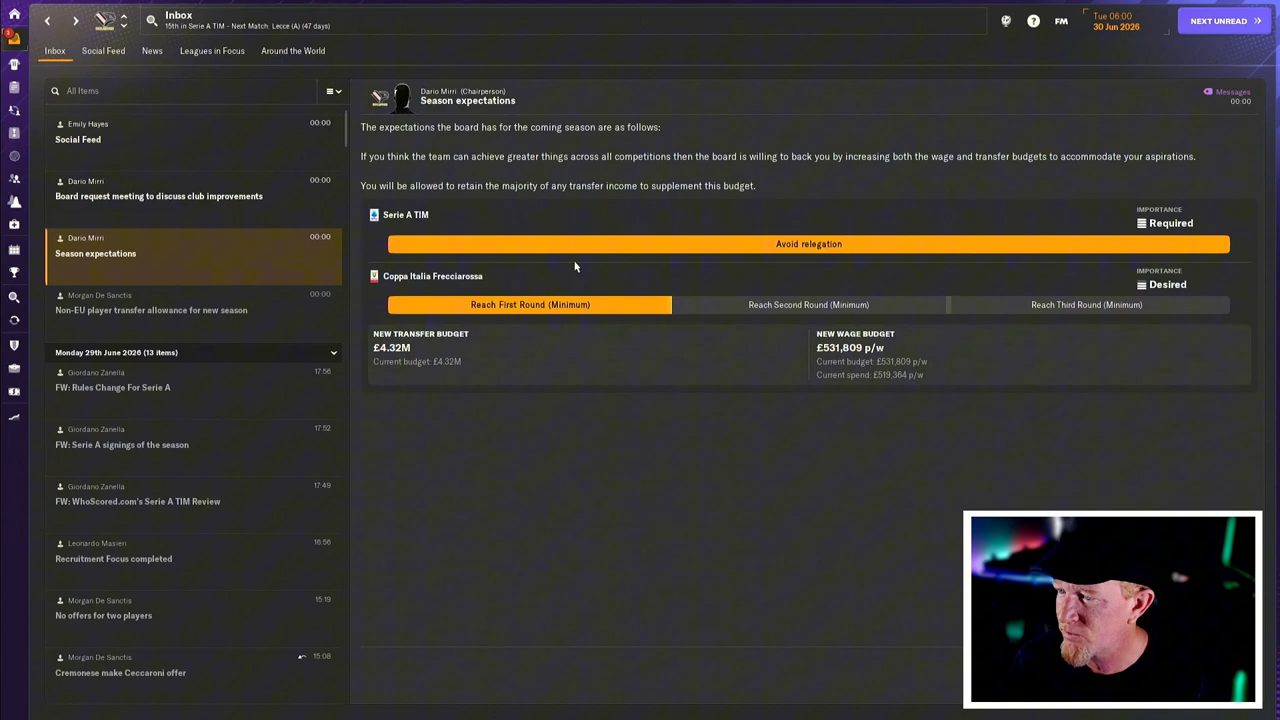 Inbox
15th in Serie A TIM - Next Match: Lecce (A) (47 days)
FM
Tue 06:00
30 Jun 2026
NEXT UNREAD
Inbox
Social Feed
News
Leagues in Focus
Around the World
All Items
Emily Hayes
00:00
Social Feed
Dario Mirri
00:00
Board request meeting to discuss club improvements
Dario Mirri
00:00
Season expectations
Morgan De Sanctis
00:00
Non-EU player transfer allowance for new season
Monday 29th June 2026 (13 items)
Giordano Zanella
17:56
FW: Rules Change For Serie A
Giordano Zanella
17:52
FW: Serie A signings of the season
Giordano Zanella
17:49
FW: WhoScored.com's Serie A TIM Review
Leonardo Masieri
16:56
Recruitment Focus completed
Morgan De Sanctis
15:19
No offers for two players
Morgan De Sanctis
15:08
Cremonese make Ceccaroni offer
Dario Mirri (Chairperson)
Season expectations
Messages
00:00
The expectations the board has for the coming season are as follows:
If you think the team can achieve greater things across all competitions then the board is willing to back you by increasing both the wage and transfer budgets to accommodate your aspirations.
You will be allowed to retain the majority of any transfer income to supplement this budget.
Serie A TIM
IMPORTANCE
Required
Avoid relegation
Coppa Italia Frecciarossa
IMPORTANCE
Desired
Reach First Round (Minimum)
Reach Second Round (Minimum)
Reach Third Round (Minimum)
NEW TRANSFER BUDGET
£4.32M
Current budget: £4.32M
NEW WAGE BUDGET
£531,809 p/w
Current budget: £531,809 p/w
Current spend: £519,364 p/w